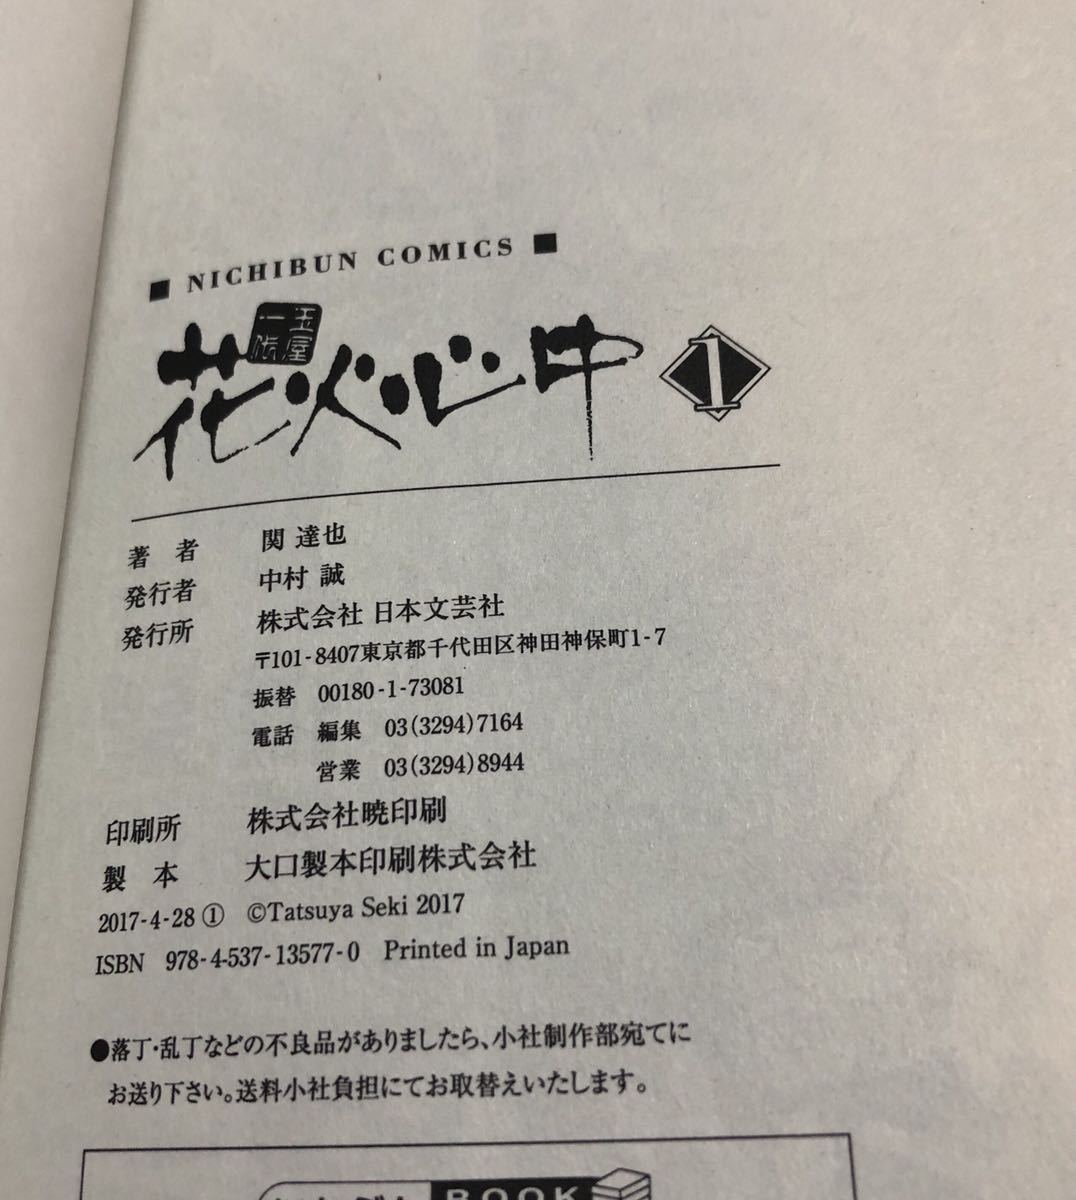 ■ NICHIBUN COMICS ■
玉屋一依
花火心中 1
著者 関 達也
発行者 中村 誠
発行所 株式会社 日本文芸社
〒101-8407東京都千代田区神田神保町1-7
振替 00180-1-73081
電話 編集 03(3294)7164
営業 03(3294)8944
印刷所 株式会社暁印刷
製本 大口製本印刷株式会社
2017-4-28① ©Tatsuya Seki 2017
ISBN 978-4-537-13577-0 Printed in Japan
●落丁・乱丁などの不良品がありましたら、小社制作部宛てに
お送り下さい。送料小社負担にてお取替えいたします。
BOOK